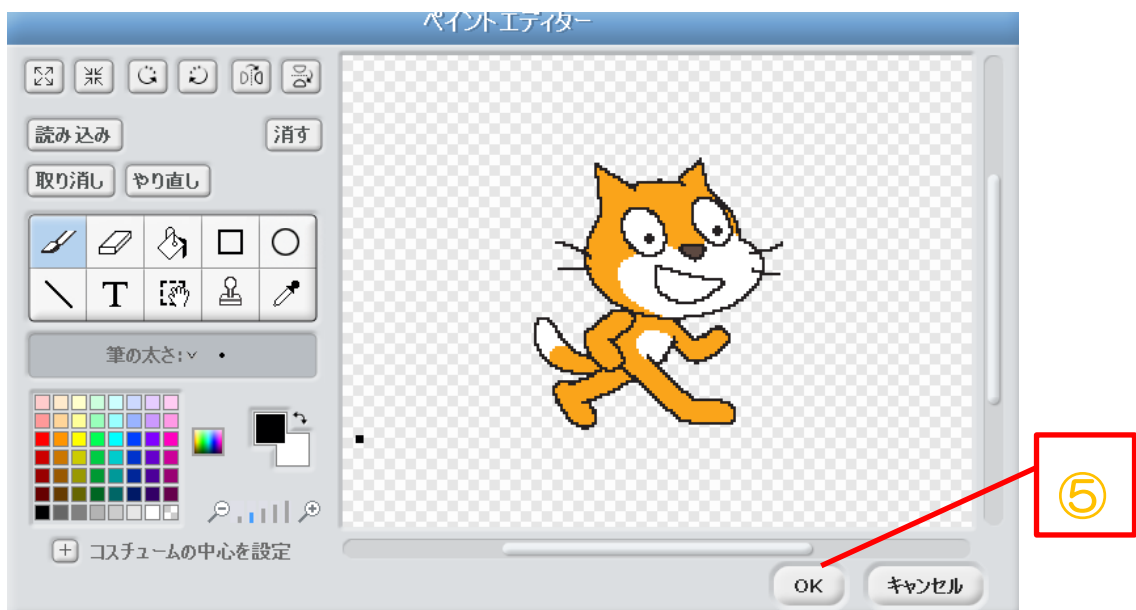 ペイントエディター
読み込み
消す
取り消し
やり直し
T
筆の太さ:
コスチュームの中心を設定
⑤
OK
キャンセル